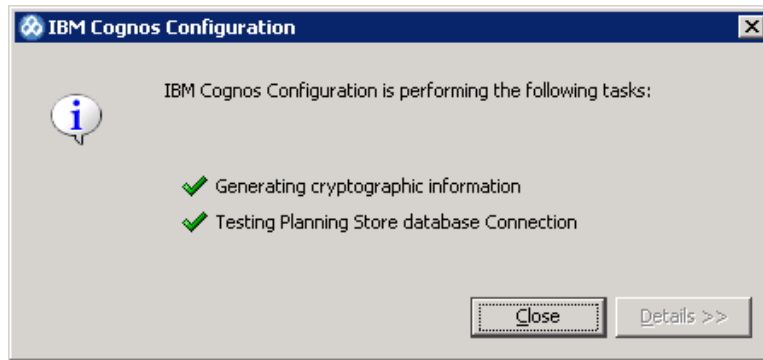 IBM Cognos Configuration
IBM Cognos Configuration is performing the following tasks:
Generating cryptographic information
Testing Planning Store database Connection
Close
Details >>